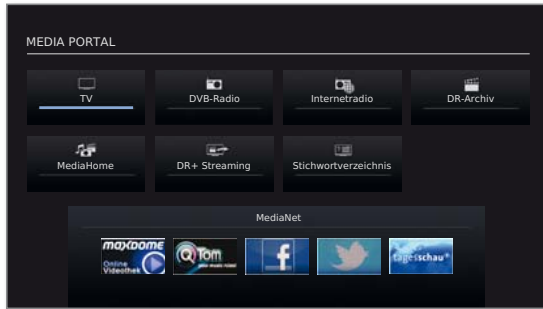 MEDIA PORTAL
TV
DVB-Radio
Internetradio
DR-Archiv
MediaHome
DR+ Streaming
Stichwortverzeichnis
MediaNet
maxdome
Online
Videothek
QTom
f
tagesschau